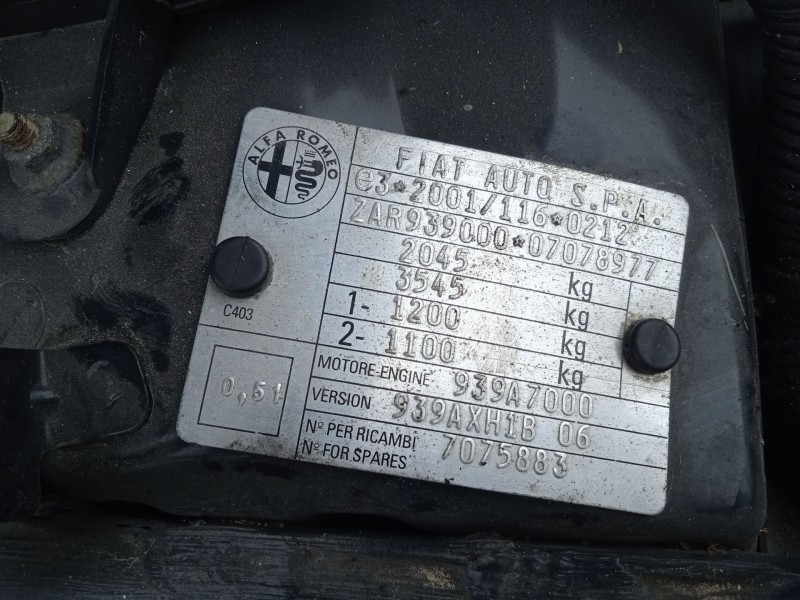 ALFA ROMEO
FIAT AUTO S.P.A.
e3*2001/116*0212
ZAR939000*07078977
2045 kg
3545 kg
1- 1200 kg
2- 1100 kg
C403
0,51
MOTORE-ENGINE 939A7000
VERSION 939AXH1B 06
N° PER RICAMBI
N° FOR SPARES 7075883